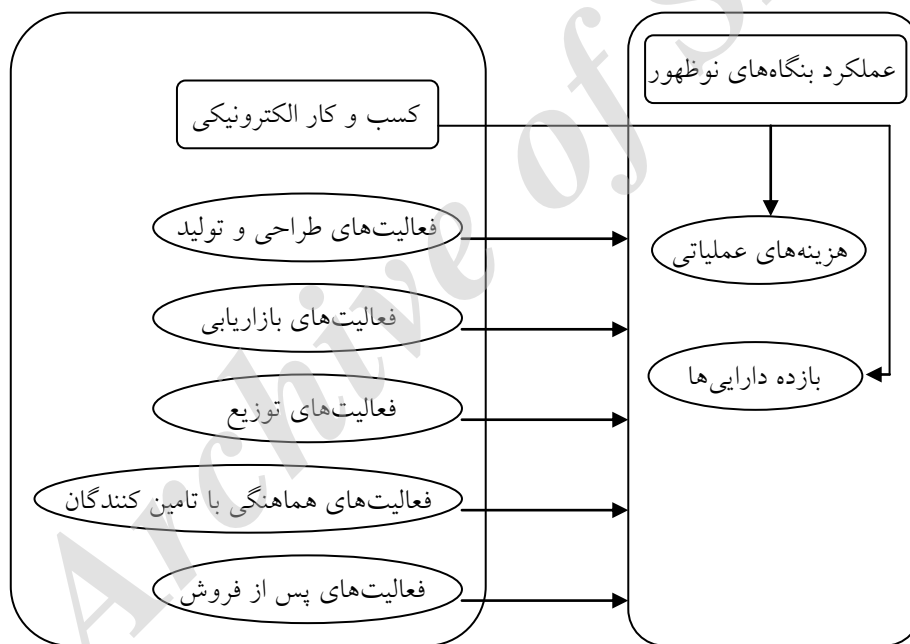 عملکرد بنگاه‌های نوظهور
کسب و کار الکترونیکی
فعالیت‌های طراحی و تولید
هزینه‌های عملیاتی
فعالیت‌های بازاریابی
بازده دارایی‌ها
فعالیت‌های توزیع
فعالیت‌های هماهنگی با تامین کنندگان
فعالیت‌های پس از فروش
Archive of S